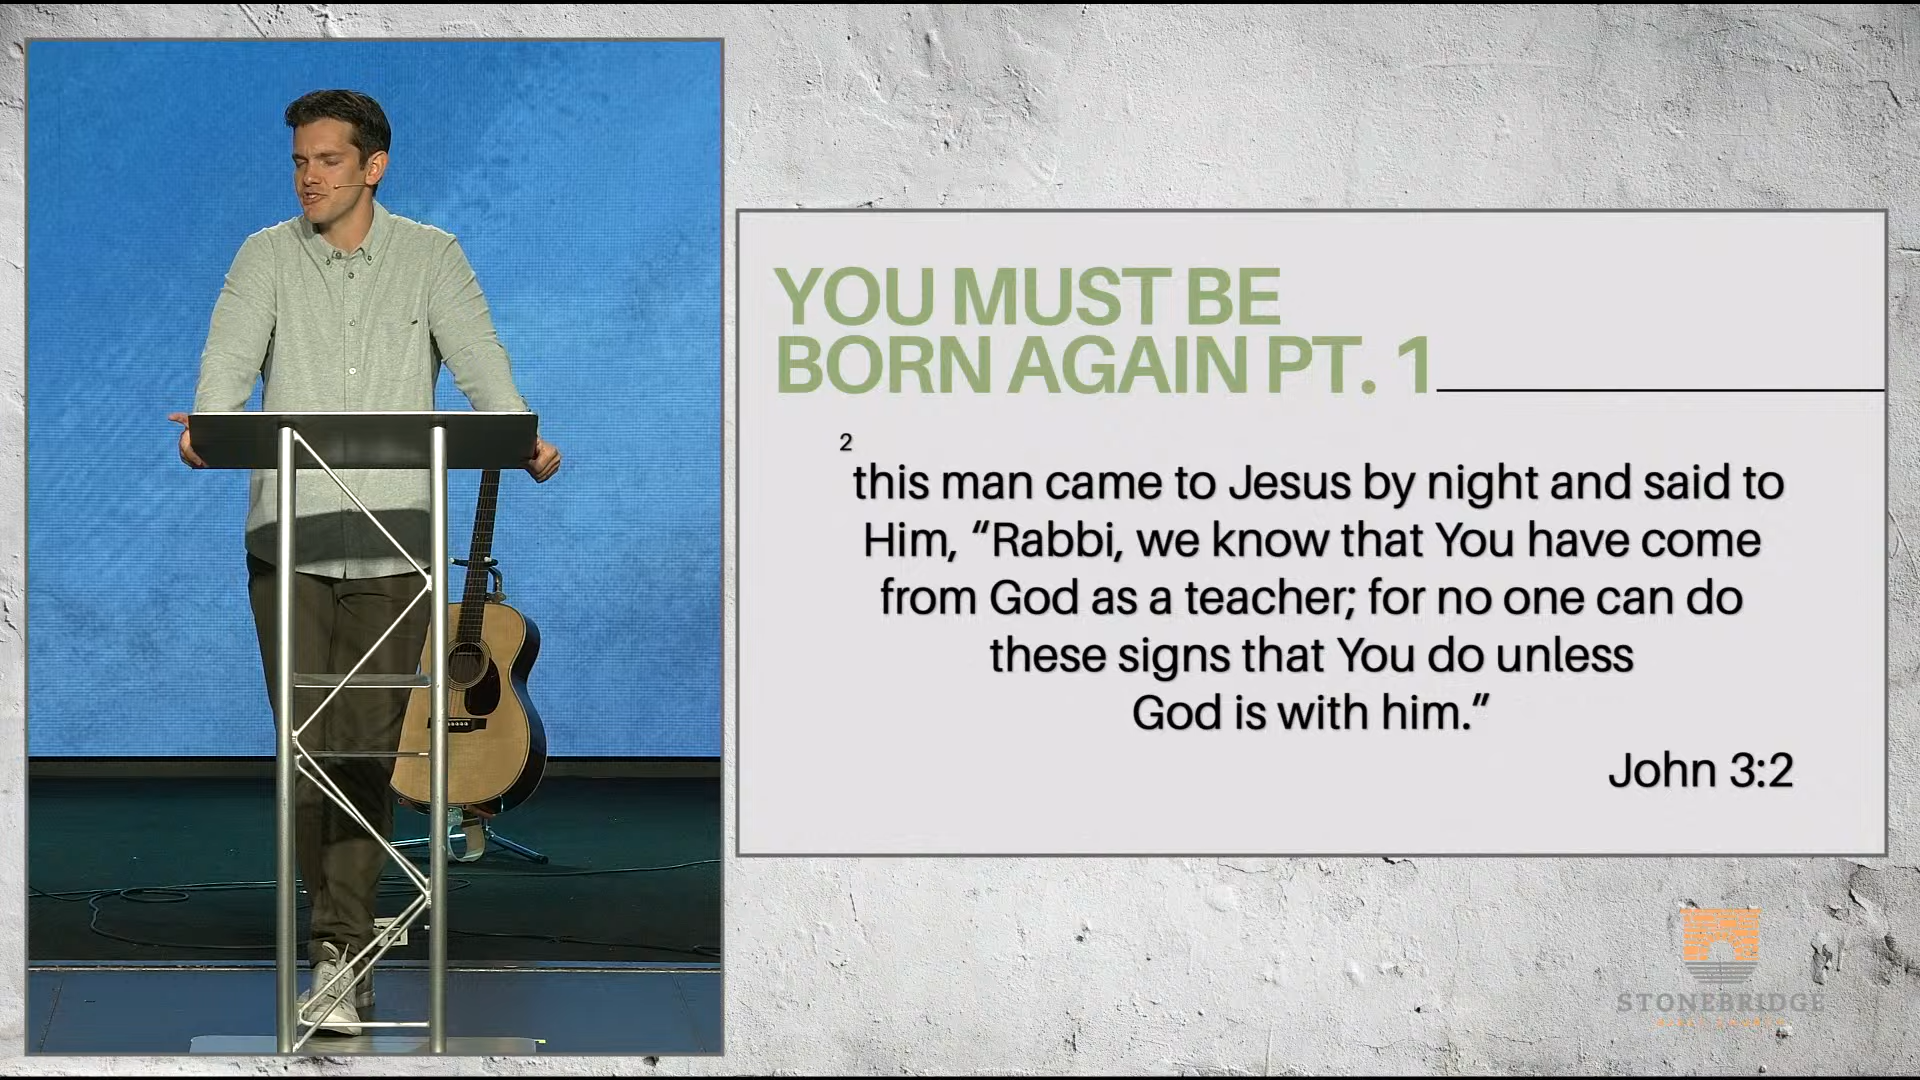 YOU MUST BE
BORN AGAIN PT. 1
2
this man came to Jesus by night and said to
Him, “Rabbi, we know that You have come
from God as a teacher; for no one can do
these signs that You do unless
God is with him.”
John 3:2
STONEBRIDGE
BIBLE CHURCH